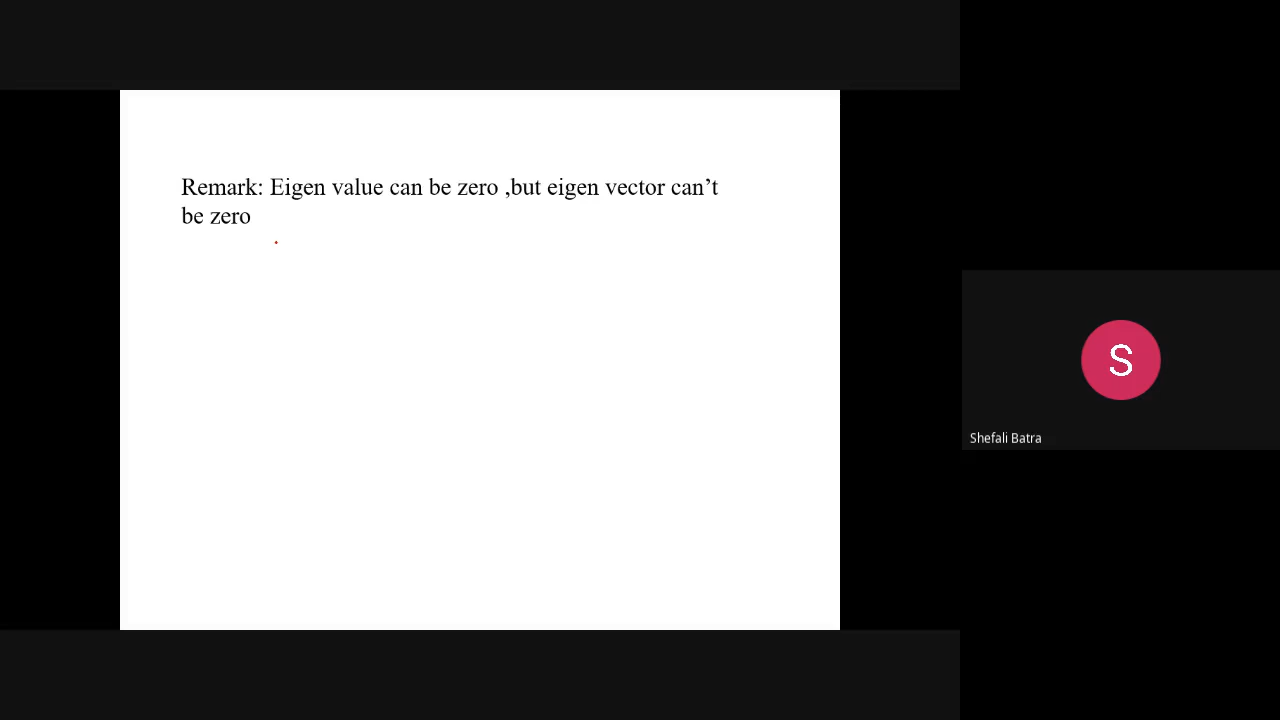 Remark: Eigen value can be zero ,but eigen vector can’t
be zero
S
Shefali Batra